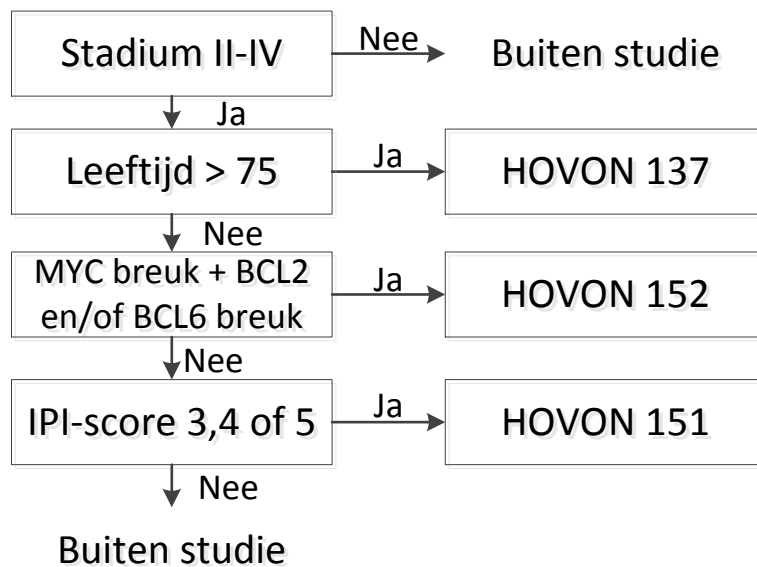 Stadium II-IV
Nee
Buiten studie
Ja
Leeftijd > 75
Ja
HOVON 137
Nee
MYC breuk + BCL2
en/of BCL6 breuk
Ja
HOVON 152
Nee
IPI-score 3,4 of 5
Ja
HOVON 151
Nee
Buiten studie